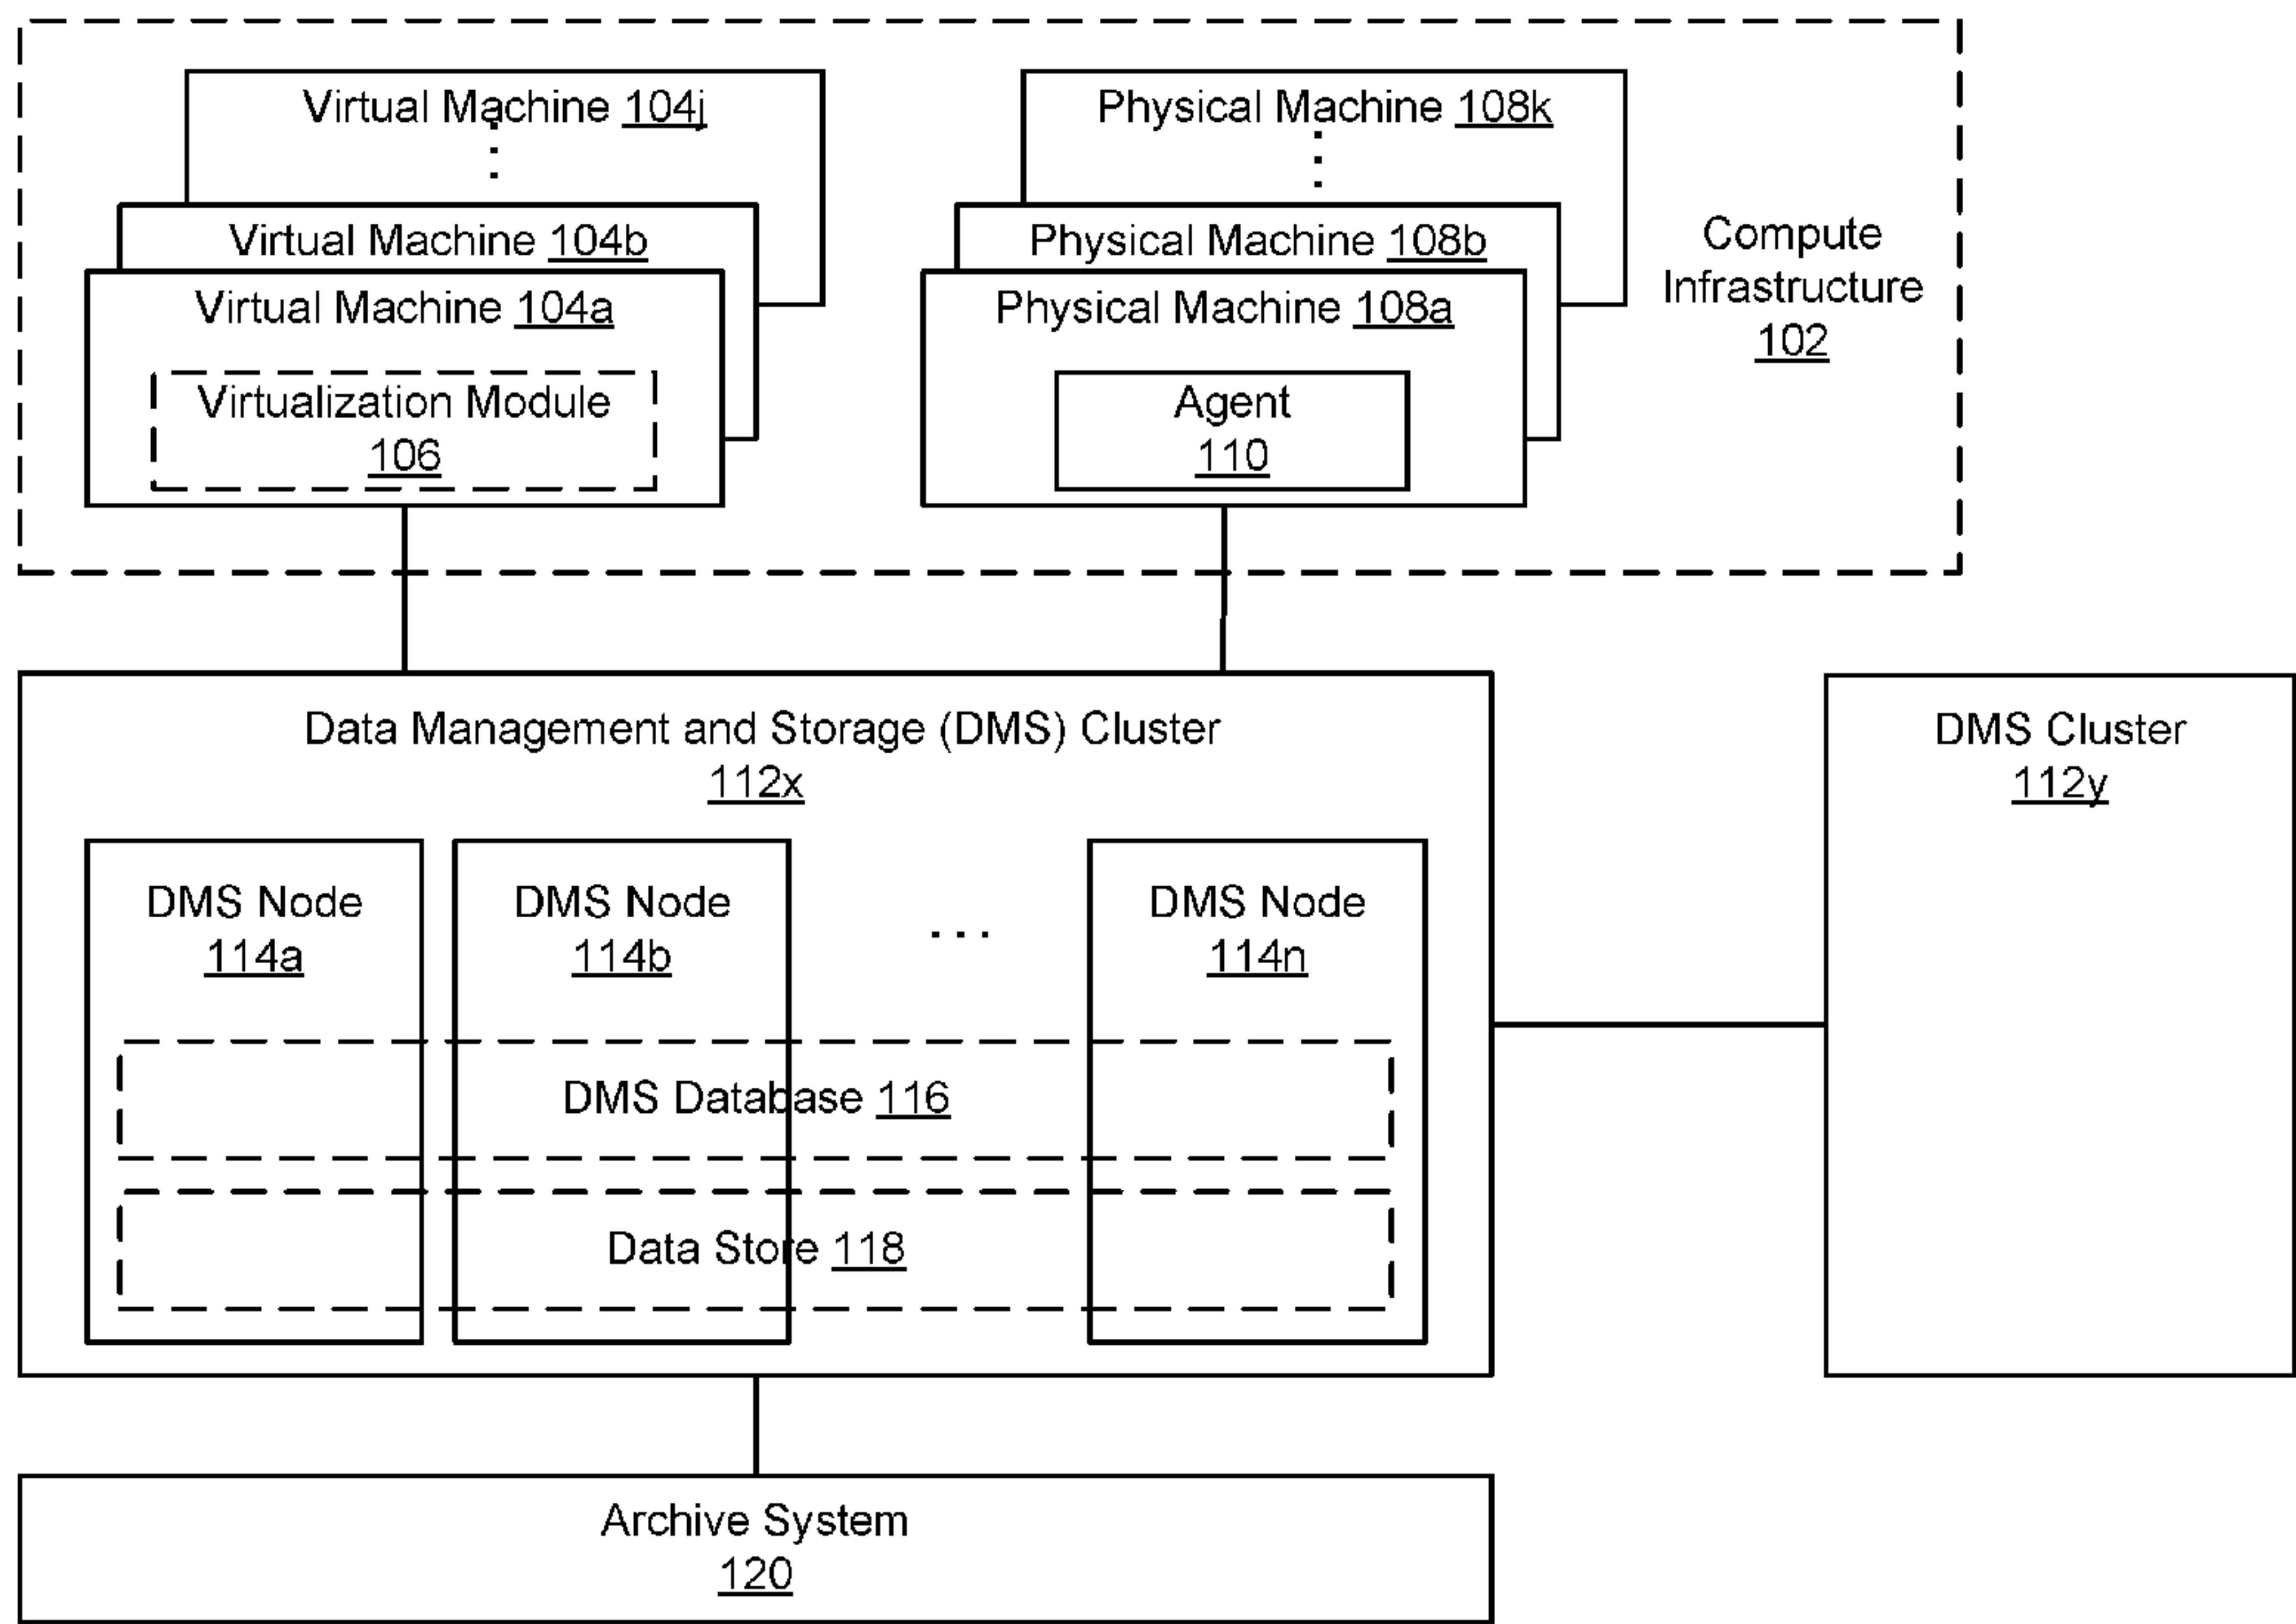 Virtual Machine 104j
Physical Machine 108k
Virtual Machine 104b
Physical Machine 108b
Compute
Infrastructure
102
Virtual Machine 104a
Physical Machine 108a
Virtualization Module
106
Agent
110
Data Management and Storage (DMS) Cluster
112x
DMS Cluster
112y
DMS Node
114a
DMS Node
114b
...
DMS Node
114n
DMS Database 116
Data Store 118
Archive System
120